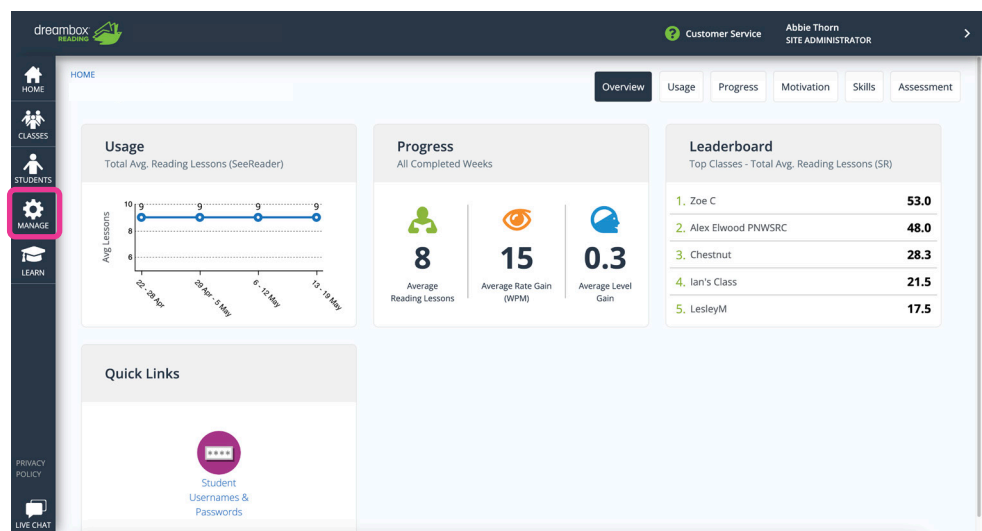 dreambox
READING
Customer Service
Abbie Thorn
SITE ADMINISTRATOR
HOME
CLASSES
STUDENTS
MANAGE
LEARN
PRIVACY
POLICY
LIVE CHAT
HOME
Overview
Usage
Progress
Motivation
Skills
Assessment
Usage
Total Avg. Reading Lessons (SeeReader)
Avg Lessons
10
8
6
9
9
9
9
22 - 28 Apr
29 Apr - 5 May
6 - 12 May
13 - 19 May
Progress
All Completed Weeks
8
Average
Reading Lessons
15
Average Rate Gain
(WPM)
0.3
Average Level
Gain
Leaderboard
Top Classes - Total Avg. Reading Lessons (SR)
1. Zoe C 53.0
2. Alex Elwood PNWSRC 48.0
3. Chestnut 28.3
4. Ian's Class 21.5
5. LesleyM 17.5
Quick Links
Student
Usernames &
Passwords